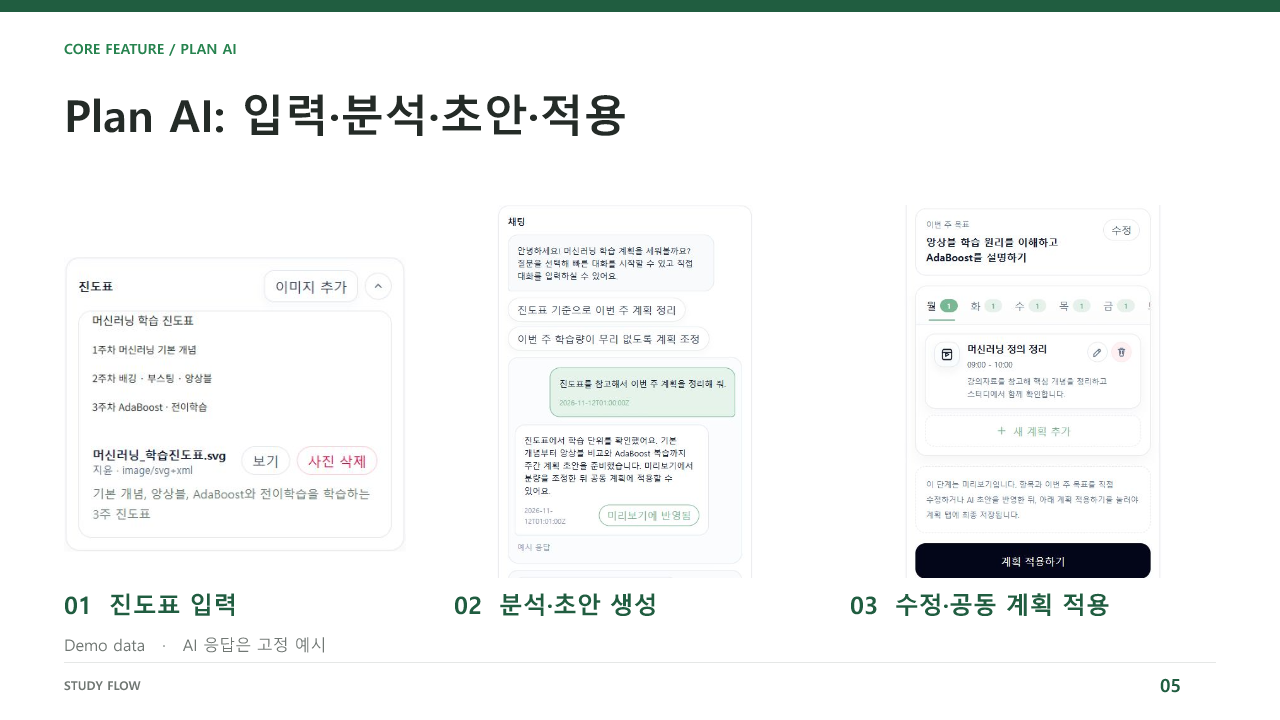 CORE FEATURE / PLAN AI
Plan AI: 입력·분석·초안·적용
진도표
이미지 추가
머신러닝 학습 진도표
1주차 머신러닝 기본 개념
2주차 배깅 · 부스팅 · 앙상블
3주차 AdaBoost · 전이학습
머신러닝_학습진도표.svg
지윤 · image/svg+xml
보기
사진 삭제
기본 개념, 앙상블, AdaBoost와 전이학습을 학습하는
3주 진도표
01 진도표 입력
채팅
안녕하세요! 머신러닝 학습 계획을 세워볼까요?
질문을 선택해 빠른 대화를 시작할 수 있고 직접
대화를 입력하실 수 있어요.
진도표 기준으로 이번 주 계획 정리
이번 주 학습량이 무리 없도록 계획 조정
진도표를 참고해서 이번 주 계획을 정리해 줘.
2026-11-12T01:00:00Z
진도표에서 학습 단위를 확인했어요. 기본
개념부터 앙상블 비교와 AdaBoost 복습까지
주간 계획 초안을 준비했습니다. 미리보기에서
분량을 조정한 뒤 공동 계획에 적용할 수
있어요.
2026-11-
12T01:01:00Z
미리보기에 반영됨
예시 응답
02 분석·초안 생성
이번 주 목표
앙상블 학습 원리를 이해하고
AdaBoost를 설명하기
수정
월 1 화 1 수 1 목 1 금 1
머신러닝 정의 정리
09:00 - 10:00
강의자료를 참고해 핵심 개념을 정리하고
스터디에서 함께 확인합니다.
+ 새 계획 추가
이 단계는 미리보기입니다. 항목과 이번 주 목표를 직접
수정하거나 AI 초안을 반영한 뒤, 아래 계획 적용하기를 눌러야
계획 탭에 최종 저장됩니다.
계획 적용하기
03 수정·공동 계획 적용
Demo data · AI 응답은 고정 예시
STUDY FLOW
05